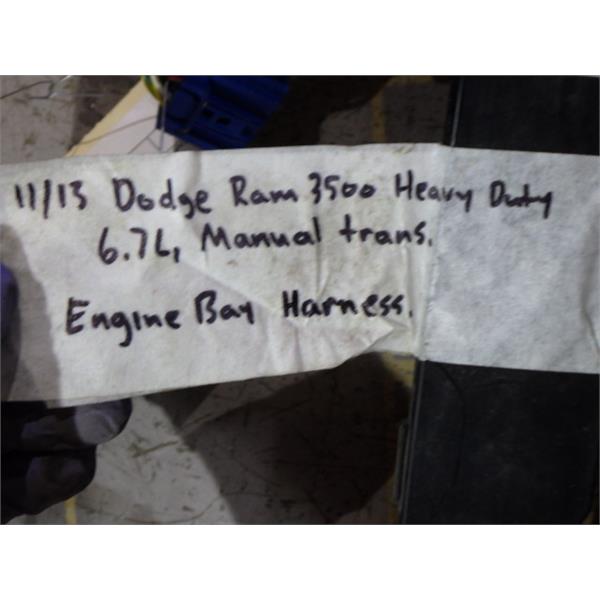 11/13 Dodge Ram 3500 Heavy Duty
6.7L, Manual trans.
Engine Bay Harness.